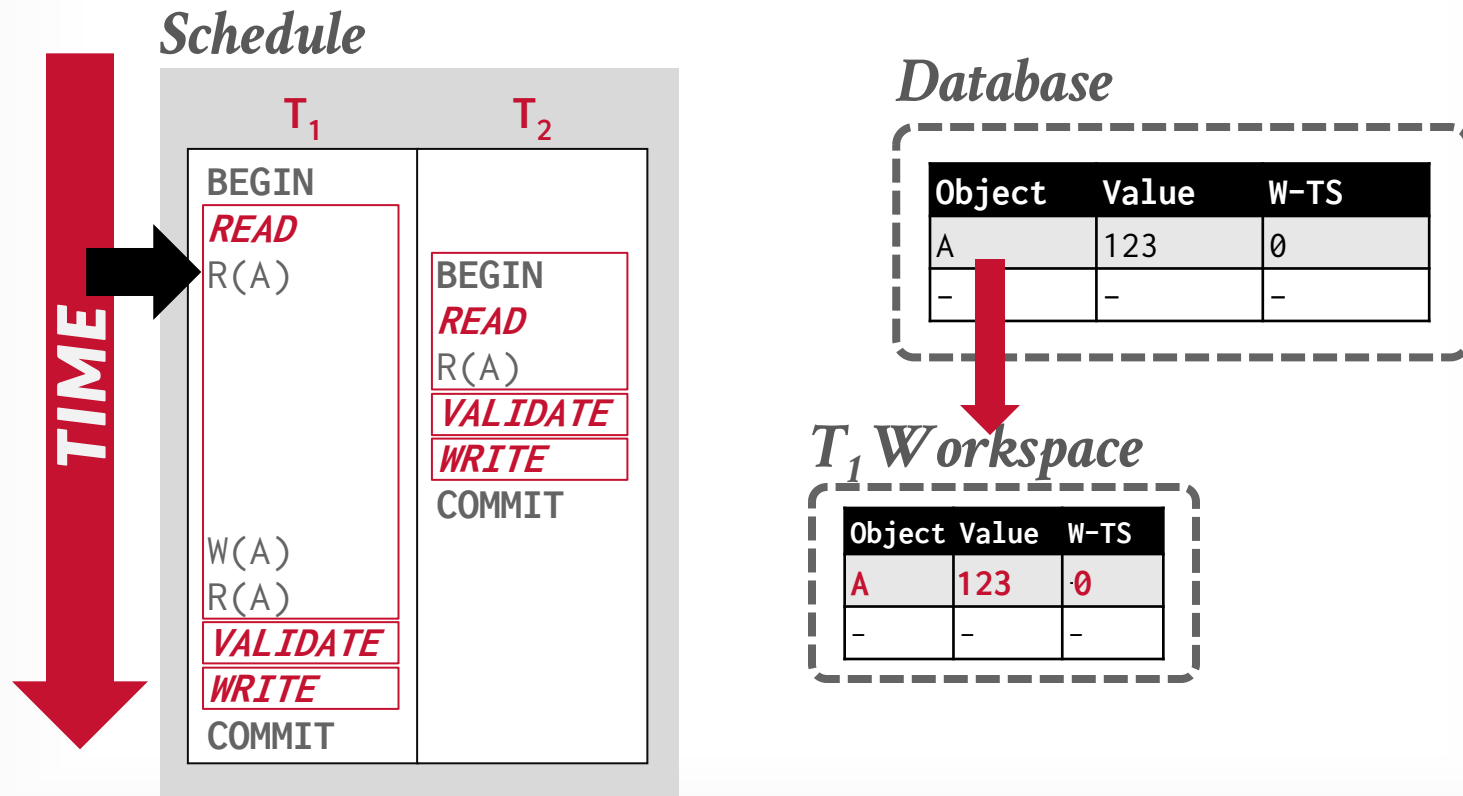 Schedule
TIME
T1 T2
BEGIN
READ
R(A) BEGIN
READ
R(A)
VALIDATE
WRITE
COMMIT
W(A)
R(A)
VALIDATE
WRITE
COMMIT
Database
Object Value W-TS
A 123 0
- - -
T1 Workspace
Object Value W-TS
A 123 0
- - -